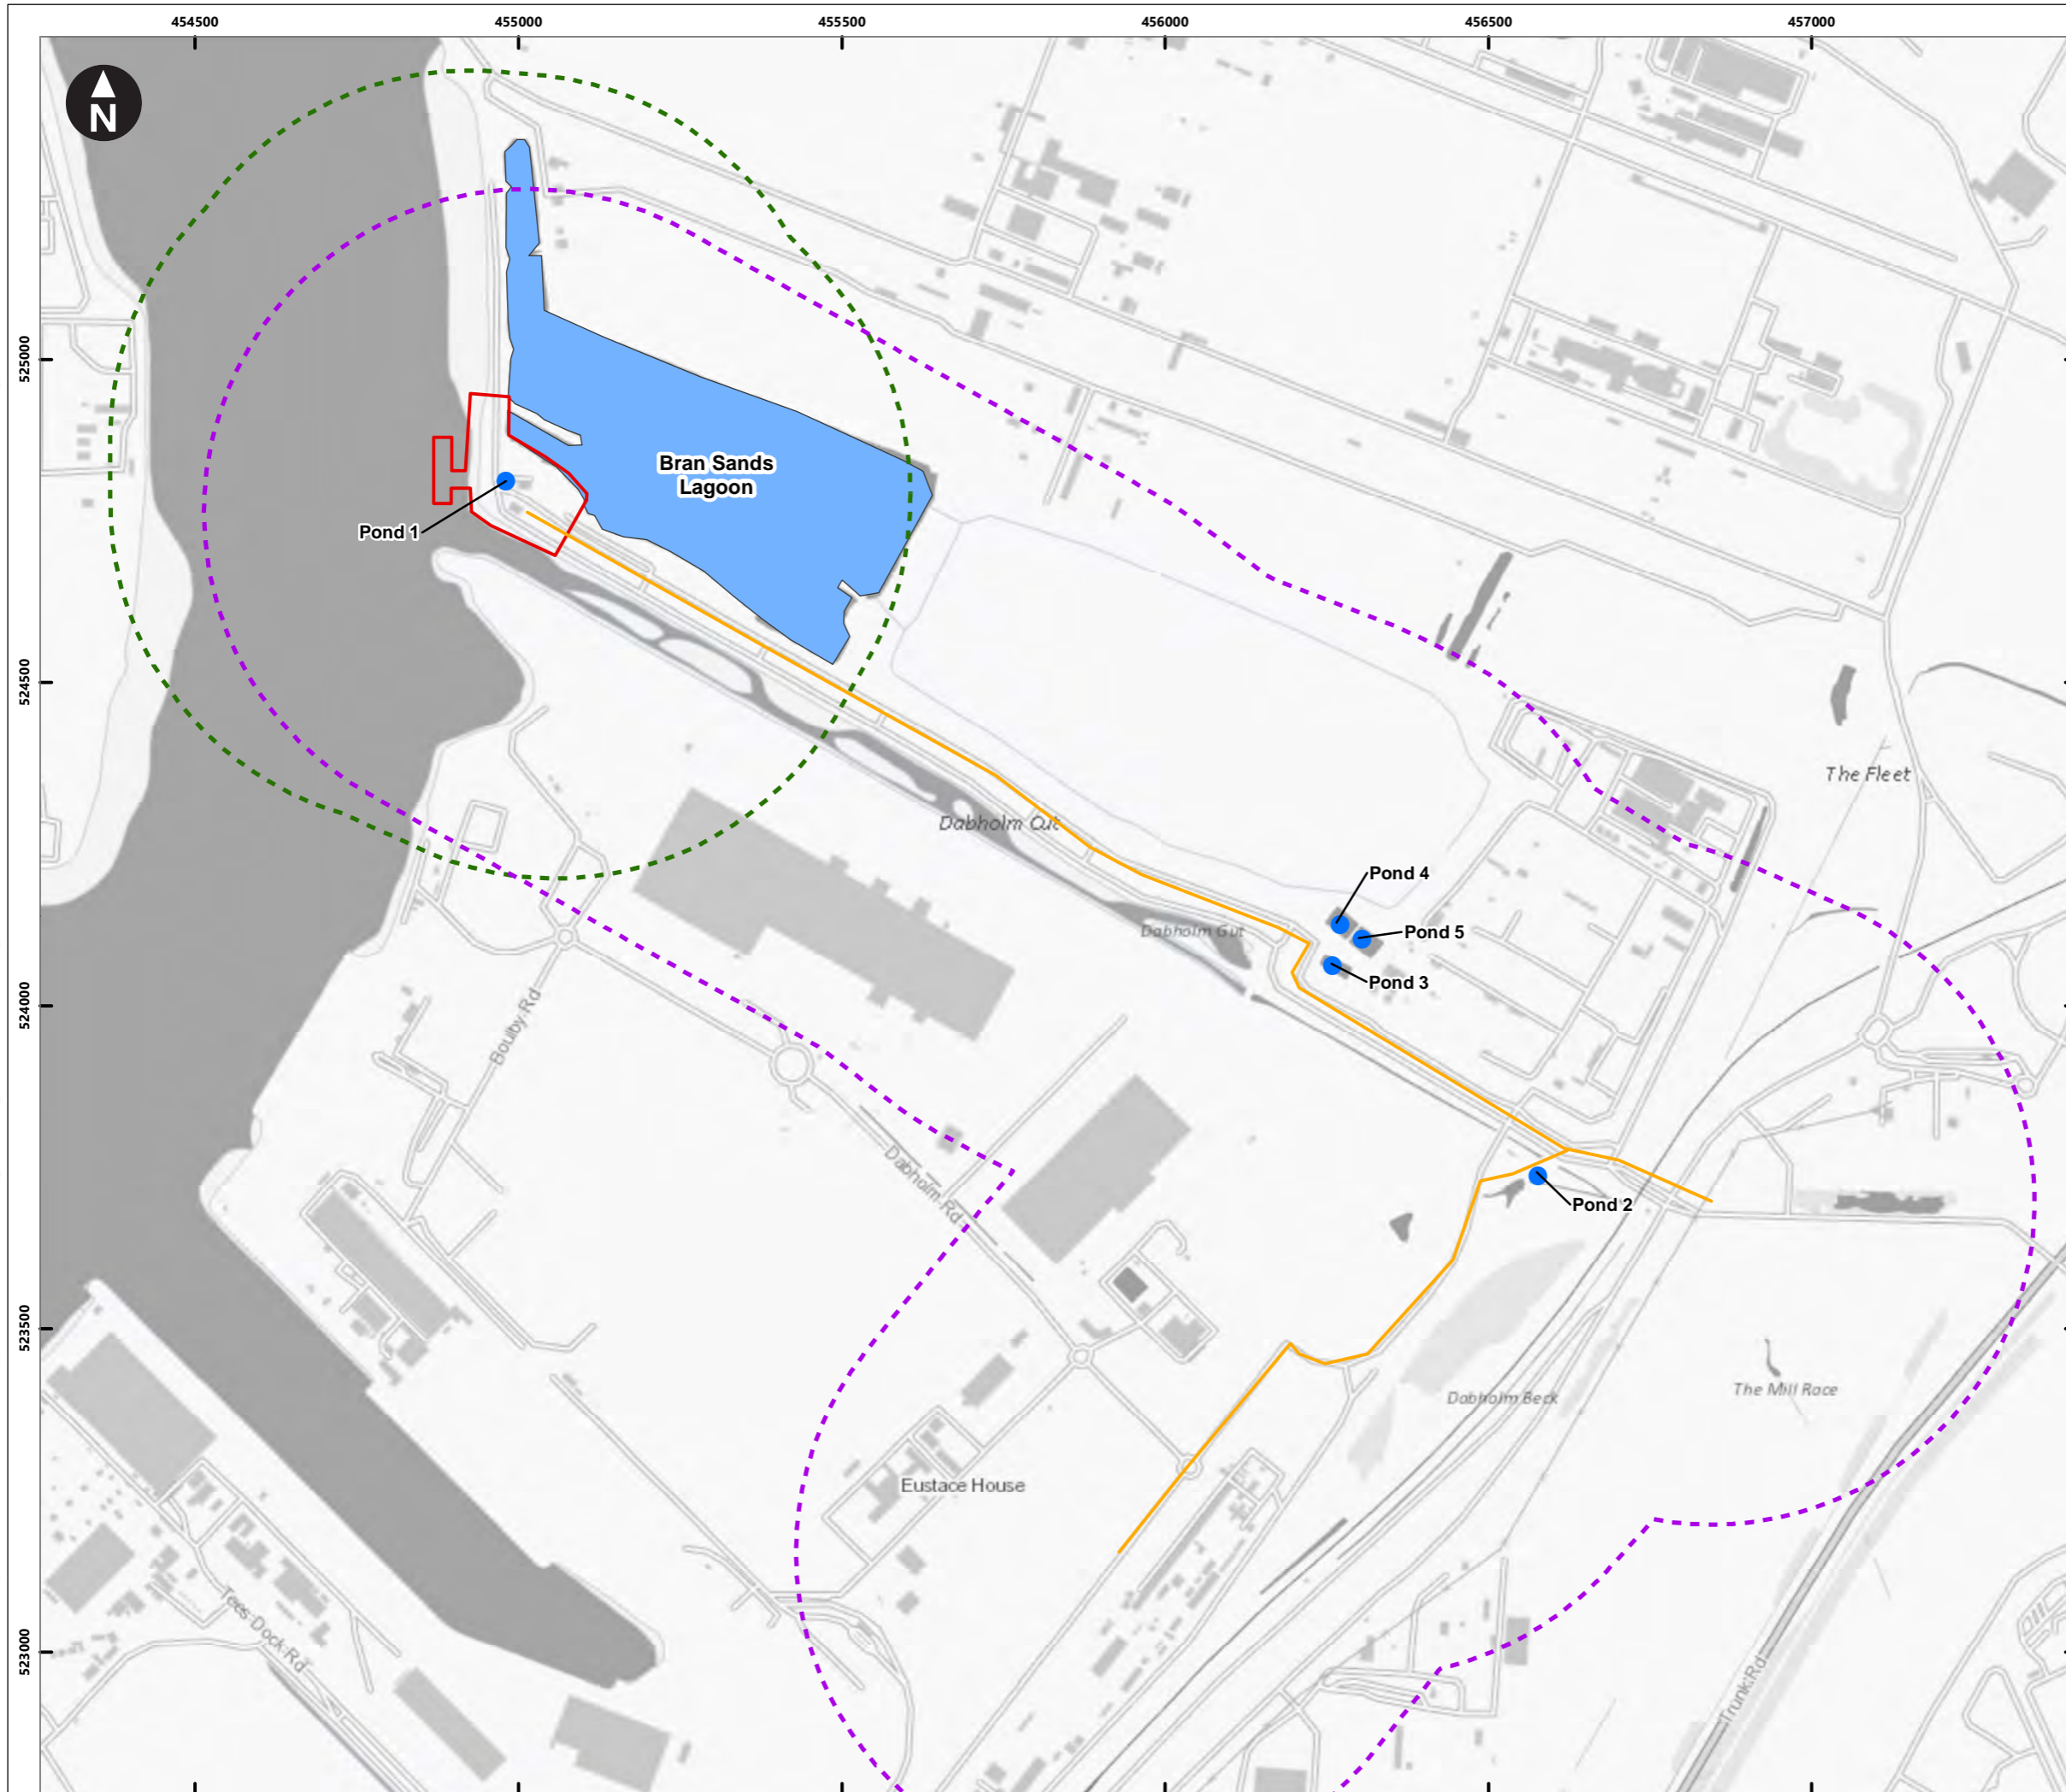 454500
455000
455500
456000
456500
457000
N
525000
Bran Sands
Lagoon
Pond 1
524500
The Fleet
Dabholm Cut
Pond 4
Dabholm Gut
Pond 5
Pond 3
524000
Boulby Rd
Dabholm Rd
Pond 2
523500
The Mill Race
Dabholm Beck
Eustace House
523000
Tees Dock Rd
Trunk Rd